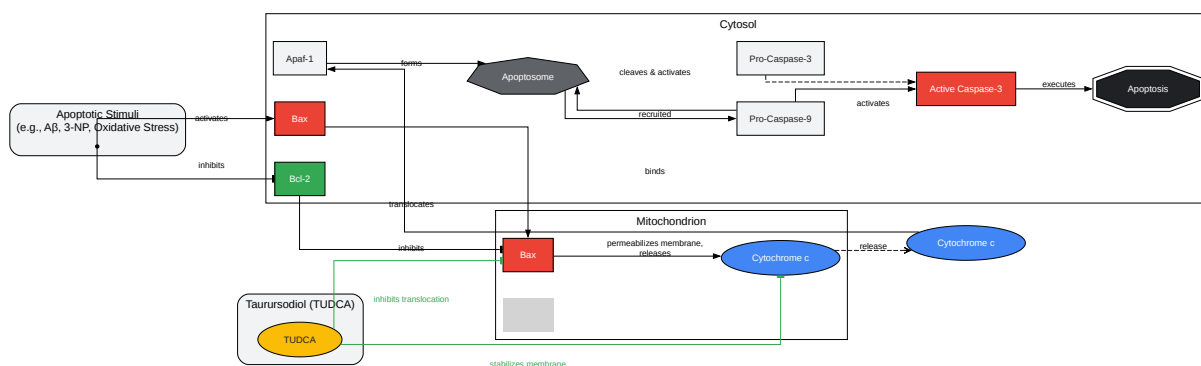 Cytosol
Apaf-1
forms
Apoptosome
cleaves & activates
Pro-Caspase-3
Active Caspase-3
executes
Apoptosis
activates
Pro-Caspase-9
recruited
Apoptotic Stimuli
(e.g., Aβ, 3-NP, Oxidative Stress)
activates
Bax
inhibits
Bcl-2
binds
translocates
Mitochondrion
inhibits
Bax
permeabilizes membrane,
releases
Cytochrome c
release
Cytochrome c
inhibits translocation
Taurursodiol (TUDCA)
TUDCA
stabilizes membrane